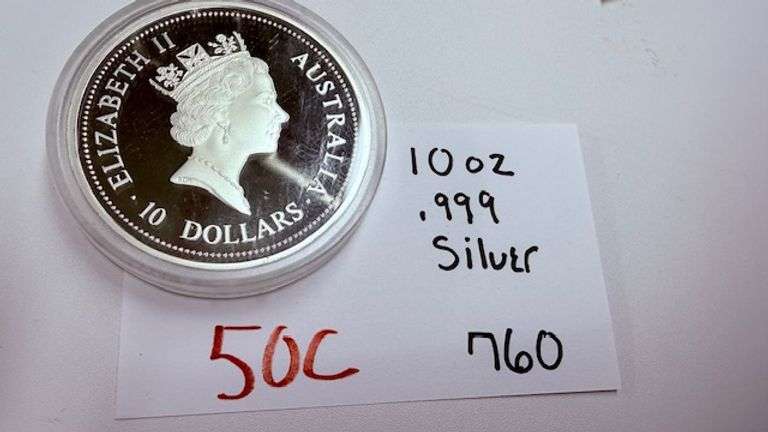 ELIZABETH II
AUSTRALIA
· 10 DOLLARS ·
10 oz
.999
Silver
50C
760